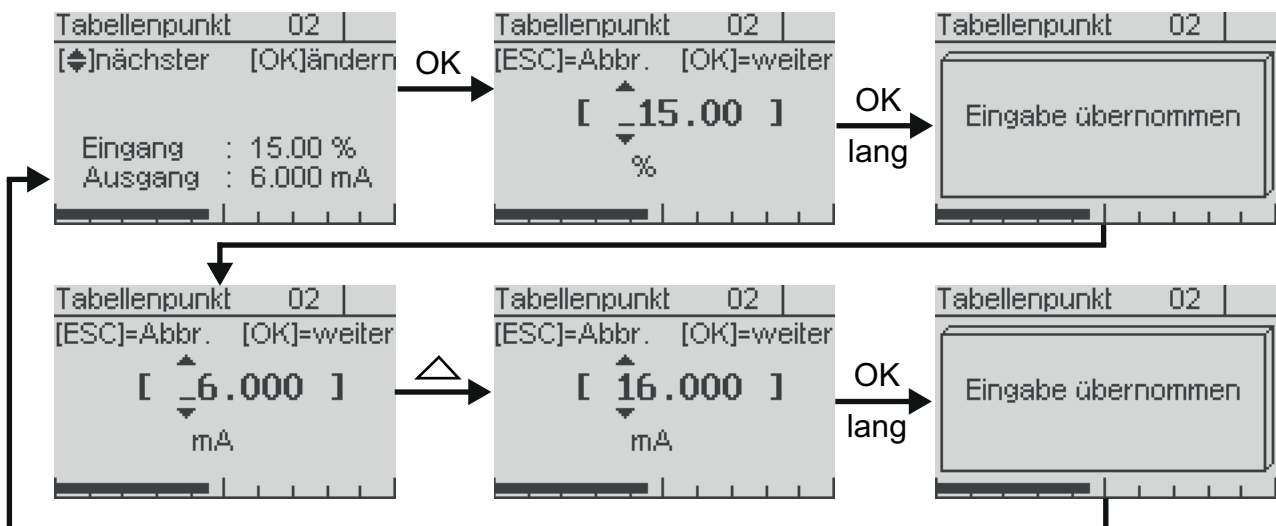 Tabellenpunkt 02
[♦]nächster [OK]ändern
Eingang : 15.00 %
Ausgang : 6.000 mA
OK
Tabellenpunkt 02
[ESC]=Abbr. [OK]=weiter
[ _15.00 ]
%
OK
lang
Tabellenpunkt 02
Eingabe übernommen
Tabellenpunkt 02
[ESC]=Abbr. [OK]=weiter
[ _6.000 ]
mA
Tabellenpunkt 02
[ESC]=Abbr. [OK]=weiter
[ 16.000 ]
mA
OK
lang
Tabellenpunkt 02
Eingabe übernommen